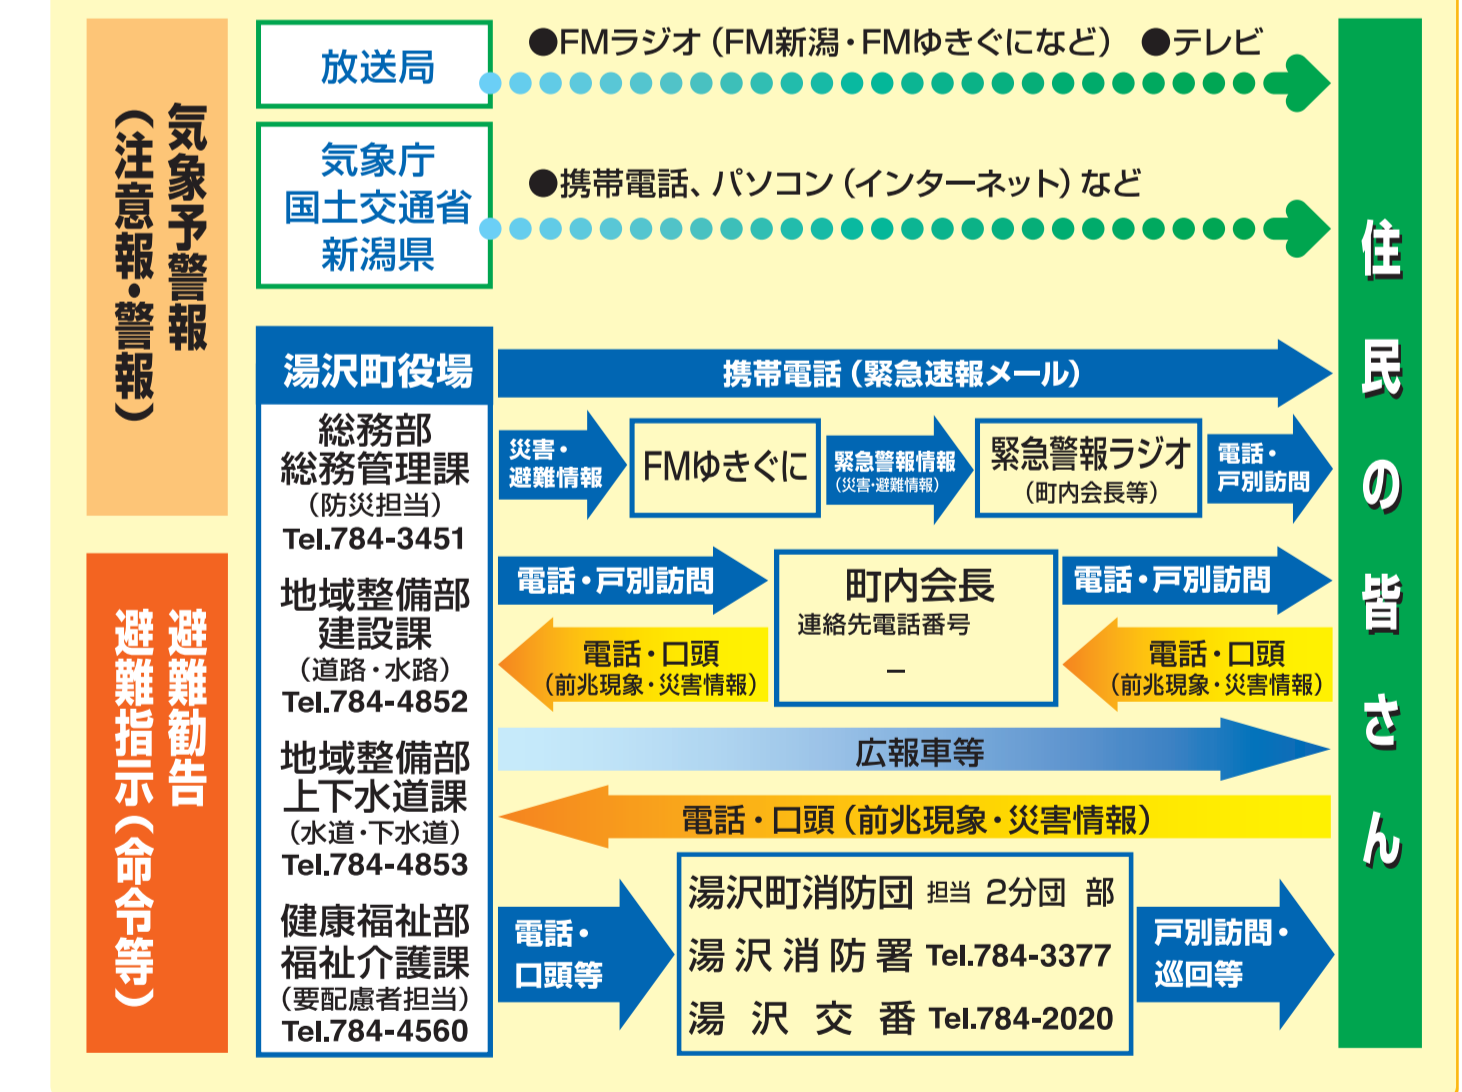 気象予警報
（注意報・警報）
避難勧告
避難指示（命令等）
放送局
●FMラジオ（FM新潟・FMゆきぐになど） ●テレビ
気象庁
国土交通省
新潟県
●携帯電話、パソコン（インターネット）など
湯沢町役場
総務部
総務管理課
（防災担当）
Tel.784-3451
地域整備部
建設課
（道路・水路）
Tel.784-4852
地域整備部
上下水道課
（水道・下水道）
Tel.784-4853
健康福祉部
福祉介護課
（要配慮者担当）
Tel.784-4560
携帯電話（緊急速報メール）
災害・
避難情報
FMゆきぐに
緊急警報情報
（災害・避難情報）
緊急警報ラジオ
（町内会長等）
電話・
戸別訪問
電話・戸別訪問
町内会長
連絡先電話番号
－
電話・戸別訪問
電話・口頭
（前兆現象・災害情報）
電話・口頭
（前兆現象・災害情報）
広報車等
電話・口頭（前兆現象・災害情報）
電話・
口頭等
湯沢町消防団 担当 2分団 部
湯沢消防署 Tel.784-3377
湯沢交番 Tel.784-2020
戸別訪問・
巡回等
住民の皆さん